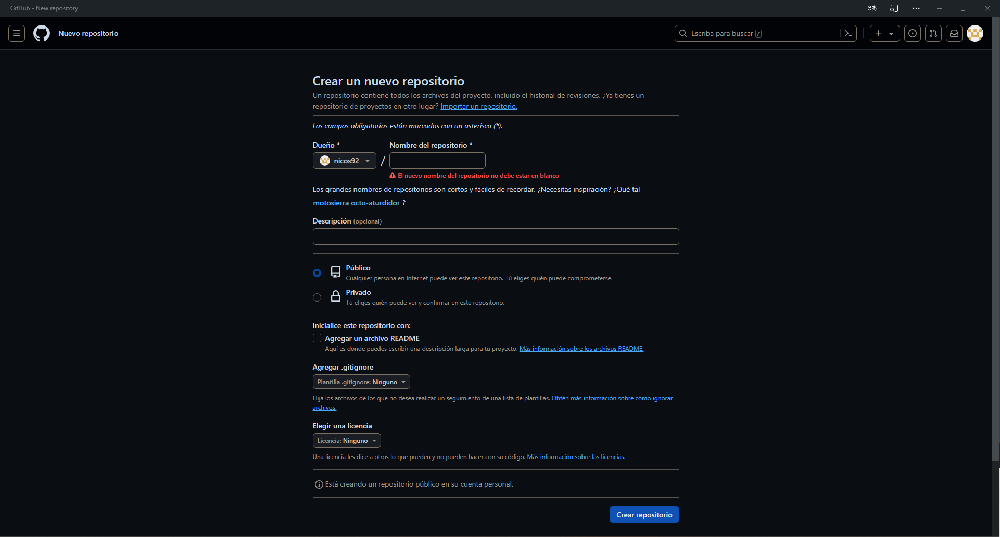 GitHub - New repository
Nuevo repositorio
Escriba para buscar /
Crear un nuevo repositorio
Un repositorio contiene todos los archivos del proyecto, incluido el historial de revisiones. ¿Ya tienes un
repositorio de proyectos en otro lugar? Importar un repositorio.
Los campos obligatorios están marcados con un asterisco (*).
Dueño * Nombre del repositorio *
nicos92 /
El nuevo nombre del repositorio no debe estar en blanco
Los grandes nombres de repositorios son cortos y fáciles de recordar. ¿Necesitas inspiración? ¿Qué tal
motosierra octo-aturdidor ?
Descripción (opcional)
Público
Cualquier persona en Internet puede ver este repositorio. Tú eliges quién puede comprometerse.
Privado
Tú eliges quién puede ver y confirmar en este repositorio.
Inicialice este repositorio con:
Agregar un archivo README
Aquí es donde puedes escribir una descripción larga para tu proyecto. Más información sobre los archivos README.
Agregar .gitignore
Plantilla .gitignore: Ninguno
Elija los archivos de los que no desea realizar un seguimiento de una lista de plantillas. Obtén más información sobre cómo ignorar
archivos.
Elegir una licencia
Licencia: Ninguno
Una licencia les dice a otros lo que pueden y no pueden hacer con su código. Más información sobre las licencias.
Está creando un repositorio público en su cuenta personal.
Crear repositorio